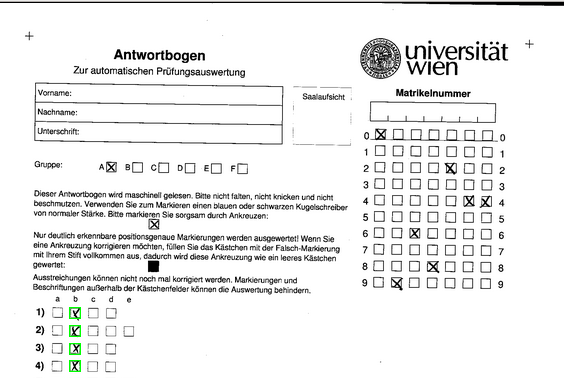 Antwortbogen
Zur automatischen Prüfungsauswertung
universität
wien
Vorname:
Nachname:
Unterschrift:
Saalaufsicht
Matrikelnummer
0 0
1 1
2 2
3 3
4 4
5 5
6 6
7 7
8 8
9 9
Gruppe: A B C D E F
Dieser Antwortbogen wird maschinell gelesen. Bitte nicht falten, nicht knicken und nicht
beschmutzen. Verwenden Sie zum Markieren einen blauen oder schwarzen Kugelschreiber
von normaler Stärke. Bitte markieren Sie sorgsam durch Ankreuzen:
Nur deutlich erkennbare positionsgenaue Markierungen werden ausgewertet! Wenn Sie
eine Ankreuzung korrigieren möchten, füllen Sie das Kästchen mit der Falsch-Markierung
mit Ihrem Stift vollkommen aus, dadurch wird diese Ankreuzung wie ein leeres Kästchen
gewertet:
Ausstreichungen können nicht noch mal korrigiert werden. Markierungen und
Beschriftungen außerhalb der Kästchenfelder können die Auswertung behindern.
a b c d e
1)
2)
3)
4)